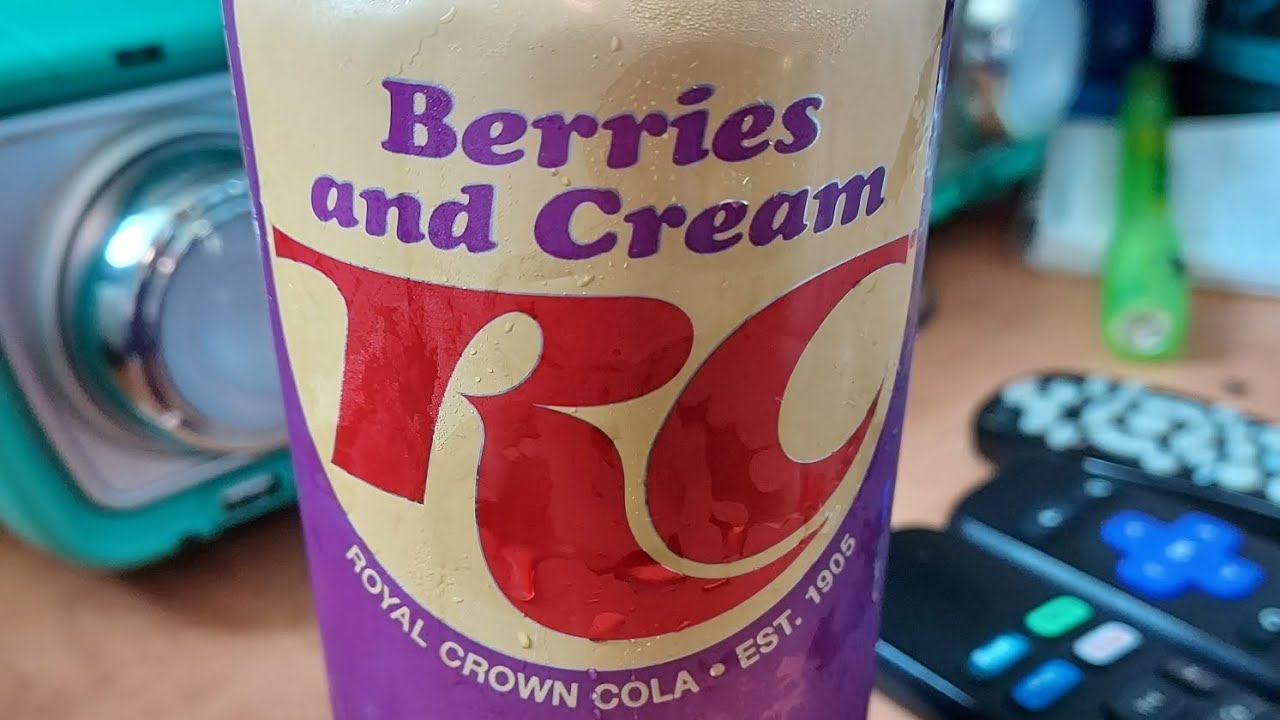 Berries
and Cream
RC
ROYAL CROWN COLA • EST. 1905